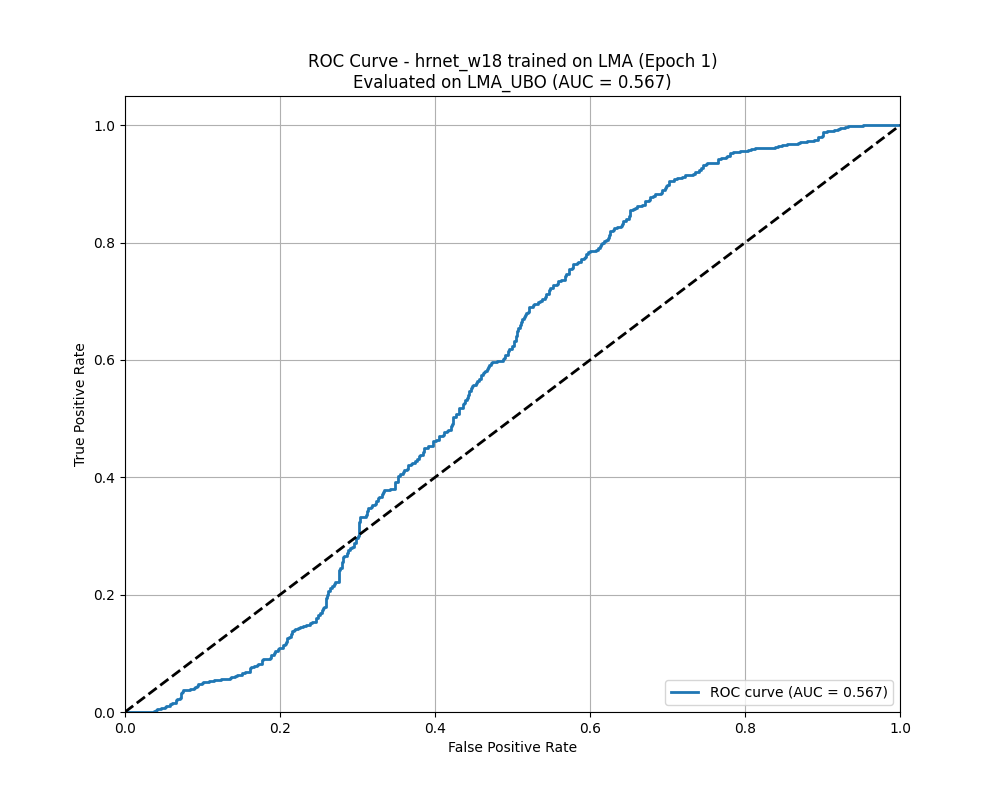 ROC Curve - hrnet_w18 trained on LMA (Epoch 1)
Evaluated on LMA_UBO (AUC = 0.567)
True Positive Rate
1.0
0.8
0.6
0.4
0.2
0.0
0.0 0.2 0.4 0.6 0.8 1.0
False Positive Rate
ROC curve (AUC = 0.567)